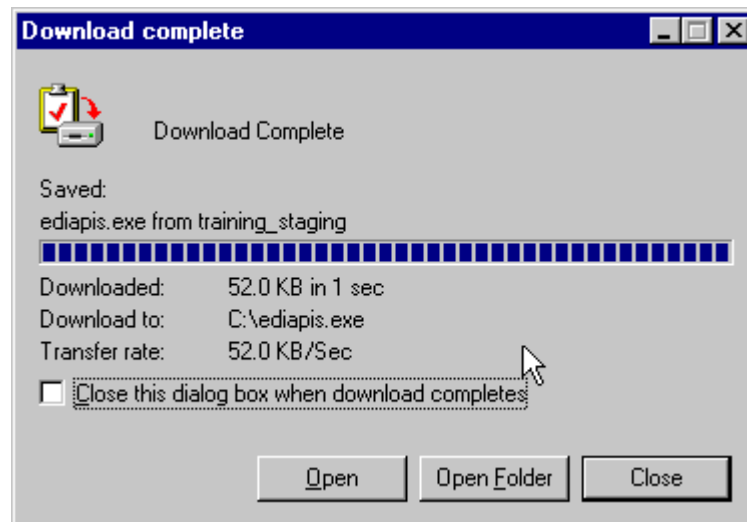 Download complete
Download Complete
Saved:
ediapis.exe from training_staging
Downloaded: 52.0 KB in 1 sec
Download to: C:\ediapis.exe
Transfer rate: 52.0 KB/Sec
Close this dialog box when download completes
Open Open Folder Close